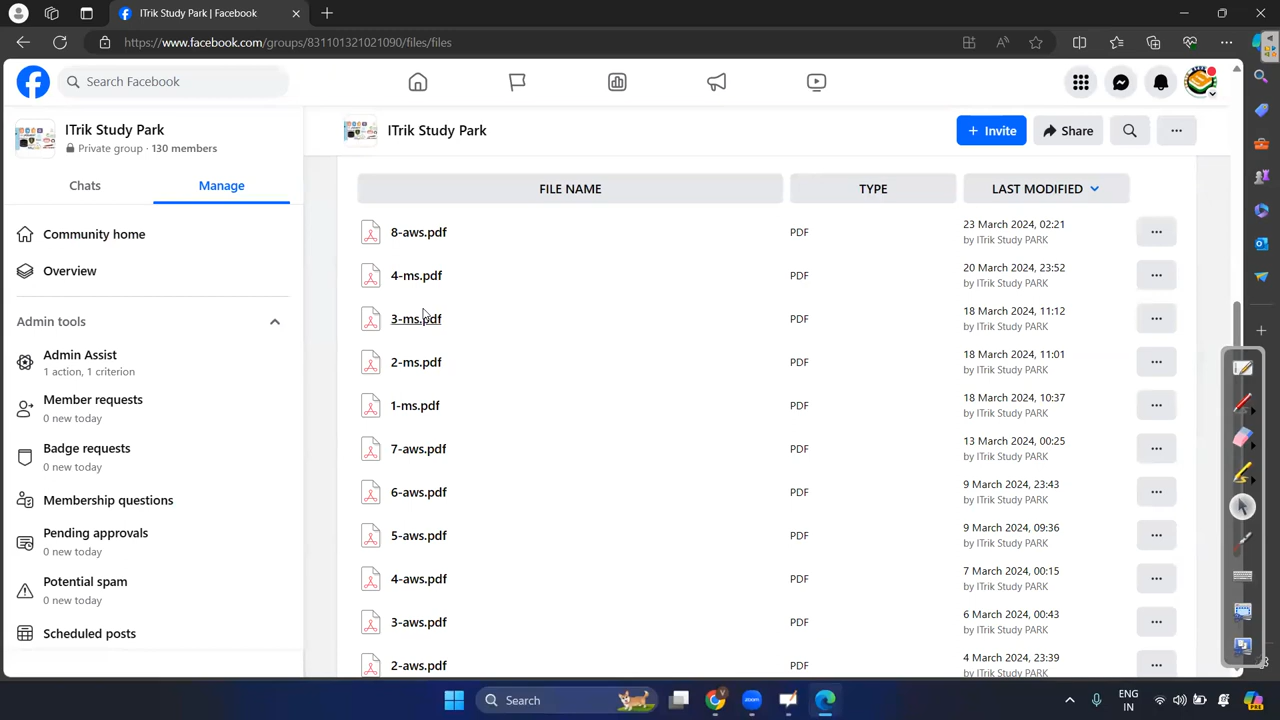 ITrik Study Park | Facebook
https://www.facebook.com/groups/831101321021090/files/files
Search Facebook
ITrik Study Park
Private group · 130 members
ITrik Study Park
+ Invite
Share
Chats
Manage
FILE NAME
TYPE
LAST MODIFIED
Community home
Overview
Admin tools
Admin Assist
1 action, 1 criterion
Member requests
0 new today
Badge requests
0 new today
Membership questions
Pending approvals
0 new today
Potential spam
0 new today
Scheduled posts
8-aws.pdf PDF 23 March 2024, 02:21
by ITrik Study PARK
4-ms.pdf PDF 20 March 2024, 23:52
by ITrik Study PARK
3-ms.pdf PDF 18 March 2024, 11:12
by ITrik Study PARK
2-ms.pdf PDF 18 March 2024, 11:01
by ITrik Study PARK
1-ms.pdf PDF 18 March 2024, 10:37
by ITrik Study PARK
7-aws.pdf PDF 13 March 2024, 00:25
by ITrik Study PARK
6-aws.pdf PDF 9 March 2024, 23:43
by ITrik Study PARK
5-aws.pdf PDF 9 March 2024, 09:36
by ITrik Study PARK
4-aws.pdf PDF 7 March 2024, 00:15
by ITrik Study PARK
3-aws.pdf PDF 6 March 2024, 00:43
by ITrik Study PARK
2-aws.pdf PDF 4 March 2024, 23:39
by ITrik Study PARK
Search
ENG
IN